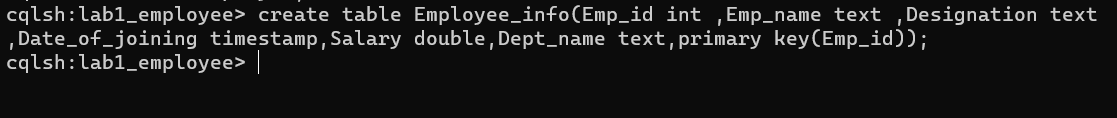 cqlsh:lab1_employee> create table Employee_info(Emp_id int ,Emp_name text ,Designation text
,Date_of_joining timestamp,Salary double,Dept_name text,primary key(Emp_id));
cqlsh:lab1_employee>